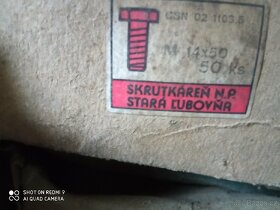 ČSN 02 1103.5
M 14x50
50 ks
SKRUTKÁREŇ N.P.
STARÁ ĽUBOVŇA
SHOT ON REDMI 9
AI QUAD CAMERA